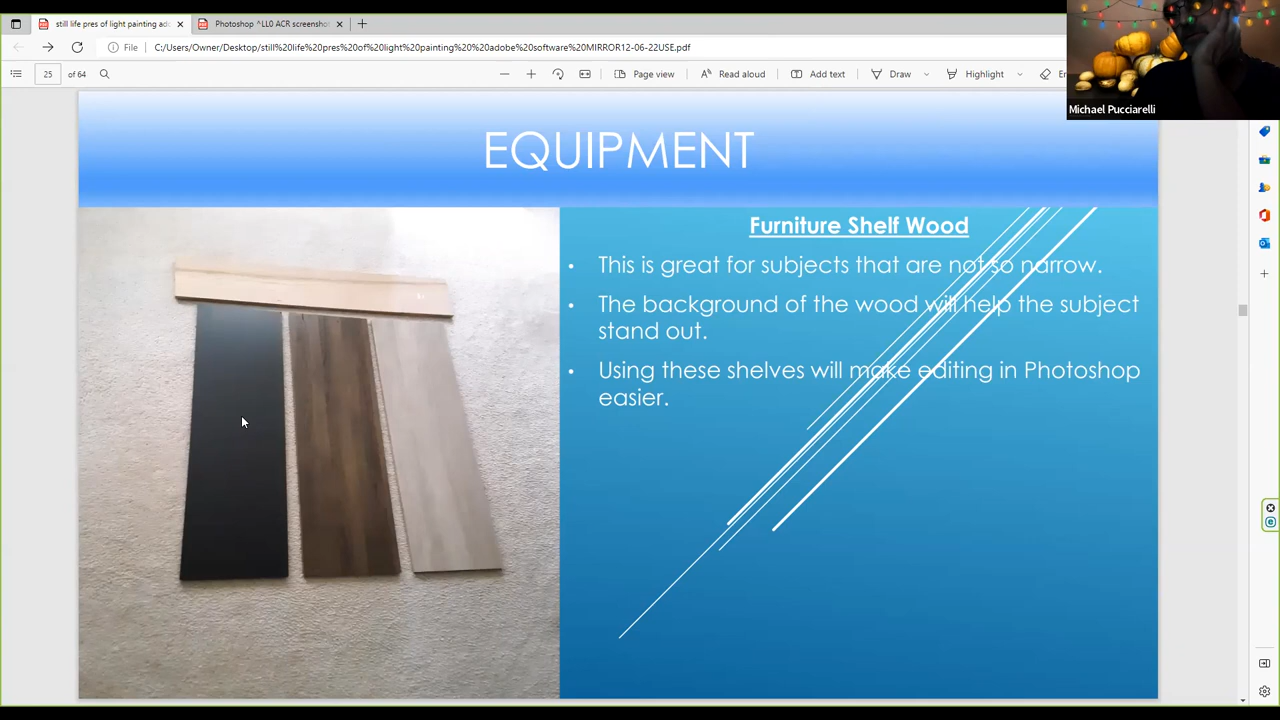 still life pres of light painting ado
Photoshop ^LL0 ACR screenshot
File
C:/Users/Owner/Desktop/still%20life%20pres%20of%20light%20painting%20%20adobe%20software%20MIRROR12-06-22USE.pdf
25 of 64
Page view
Read aloud
Add text
Draw
Highlight
Michael Pucciarelli
EQUIPMENT
Furniture Shelf Wood
• This is great for subjects that are not so narrow.
• The background of the wood will help the subject
stand out.
• Using these shelves will make editing in Photoshop
easier.